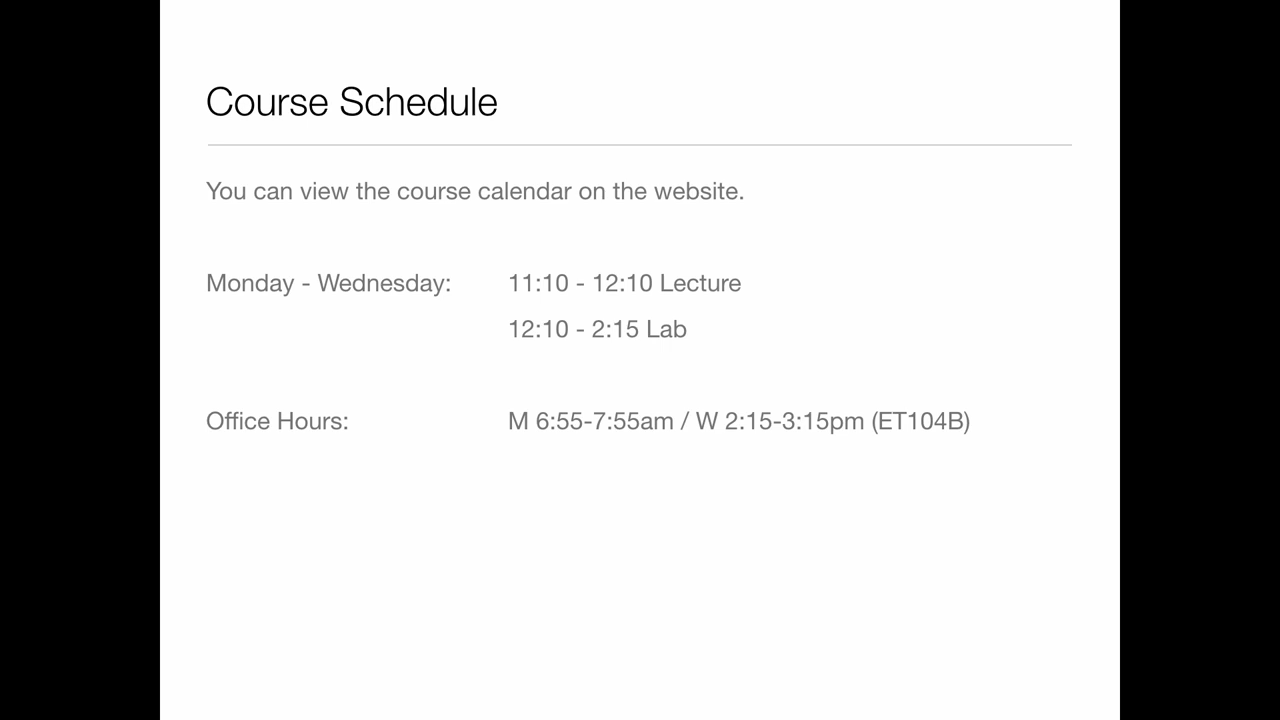 Course Schedule
You can view the course calendar on the website.
Monday - Wednesday: 11:10 - 12:10 Lecture
12:10 - 2:15 Lab
Office Hours: M 6:55-7:55am / W 2:15-3:15pm (ET104B)